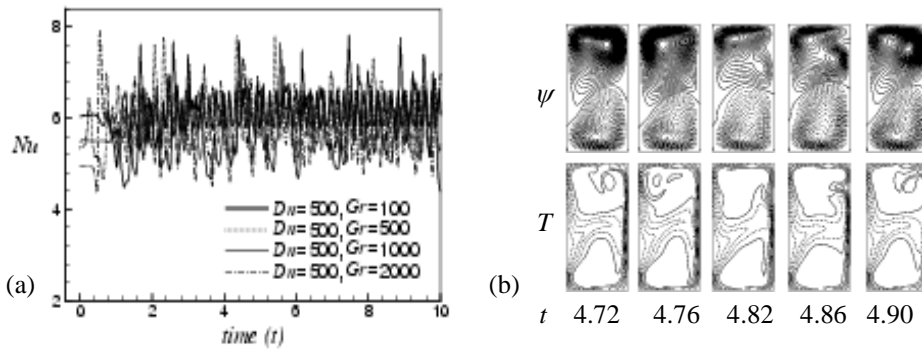 8
6
4
2
Nu
0 2 4 6 8 10
time (t)
Dn=500, Gr=100
Dn=500, Gr=500
Dn=500, Gr=1000
Dn=500, Gr=2000
(a)
(b)
ψ
T
t 4.72 4.76 4.82 4.86 4.90